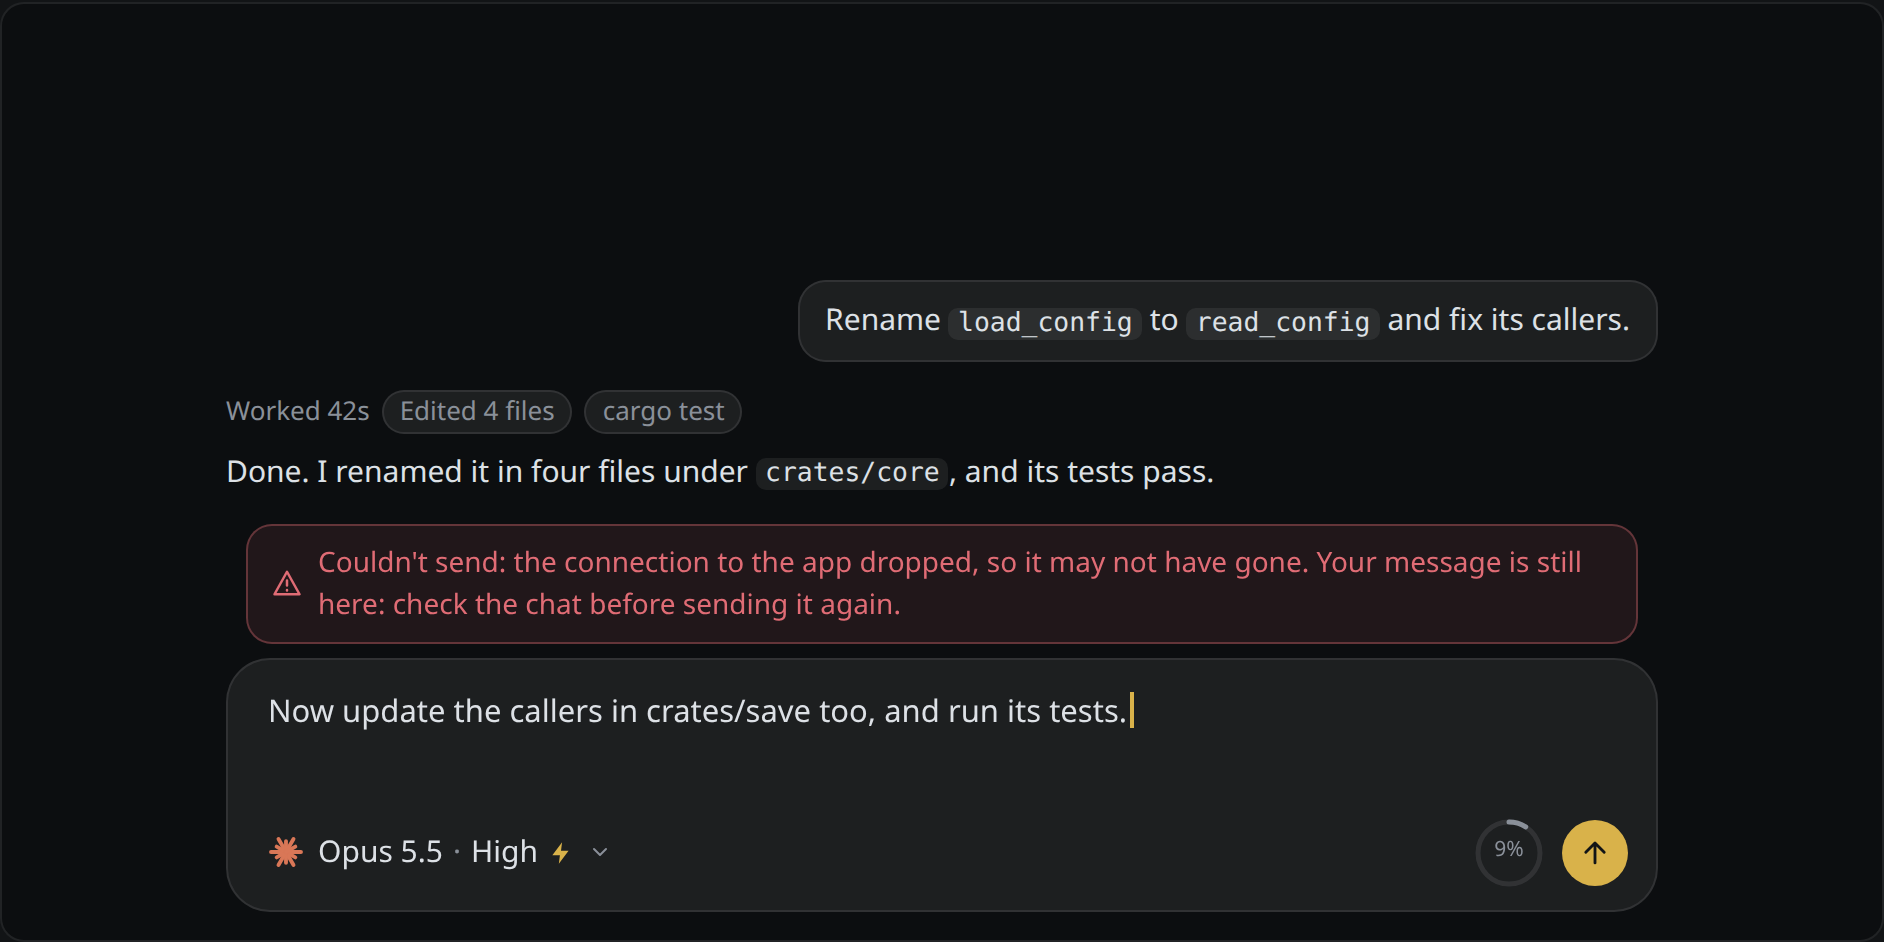 Rename load_config to read_config and fix its callers.
Worked 42s Edited 4 files cargo test
Done. I renamed it in four files under crates/core, and its tests pass.
Couldn't send: the connection to the app dropped, so it may not have gone. Your message is still
here: check the chat before sending it again.
Now update the callers in crates/save too, and run its tests.
Opus 5.5 · High
9%